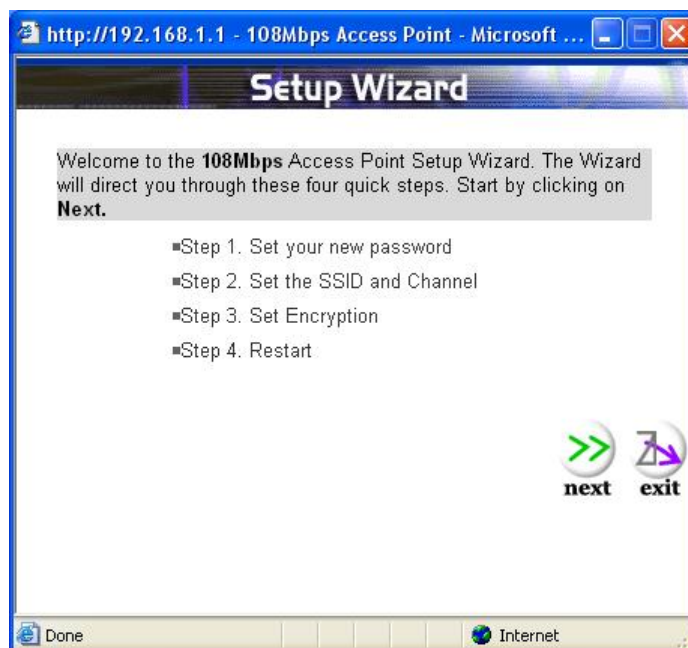 http://192.168.1.1 - 108Mbps Access Point - Microsoft ...
Setup Wizard
Welcome to the 108Mbps Access Point Setup Wizard. The Wizard
will direct you through these four quick steps. Start by clicking on
Next.
Step 1. Set your new password
Step 2. Set the SSID and Channel
Step 3. Set Encryption
Step 4. Restart
next exit
Done Internet